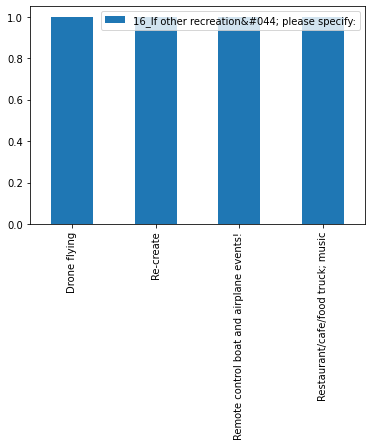 16_If other recreation&#044; please specify:
1.0
0.8
0.6
0.4
0.2
0.0
Drone flying
Re-create
Remote control boat and airplane events!
Restaurant/cafe/food truck; music